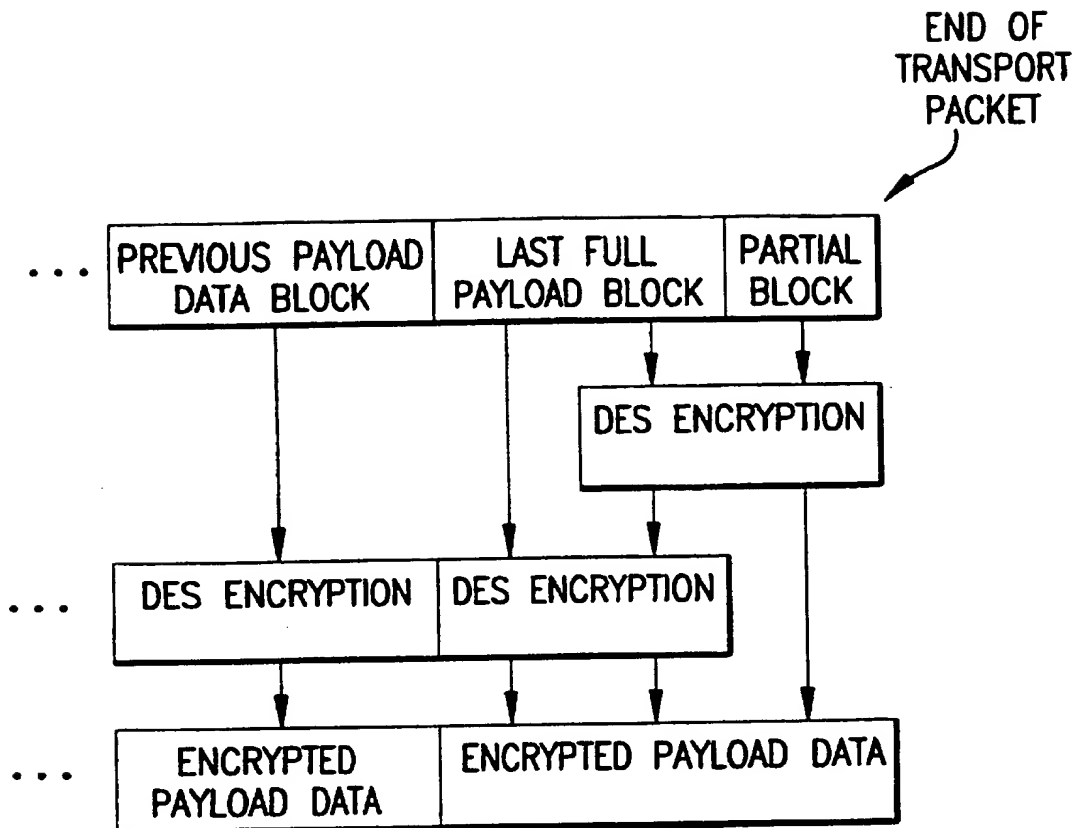 END OF
TRANSPORT
PACKET
... PREVIOUS PAYLOAD
DATA BLOCK
LAST FULL
PAYLOAD BLOCK
PARTIAL
BLOCK
DES ENCRYPTION
... DES ENCRYPTION
DES ENCRYPTION
... ENCRYPTED
PAYLOAD DATA
ENCRYPTED PAYLOAD DATA